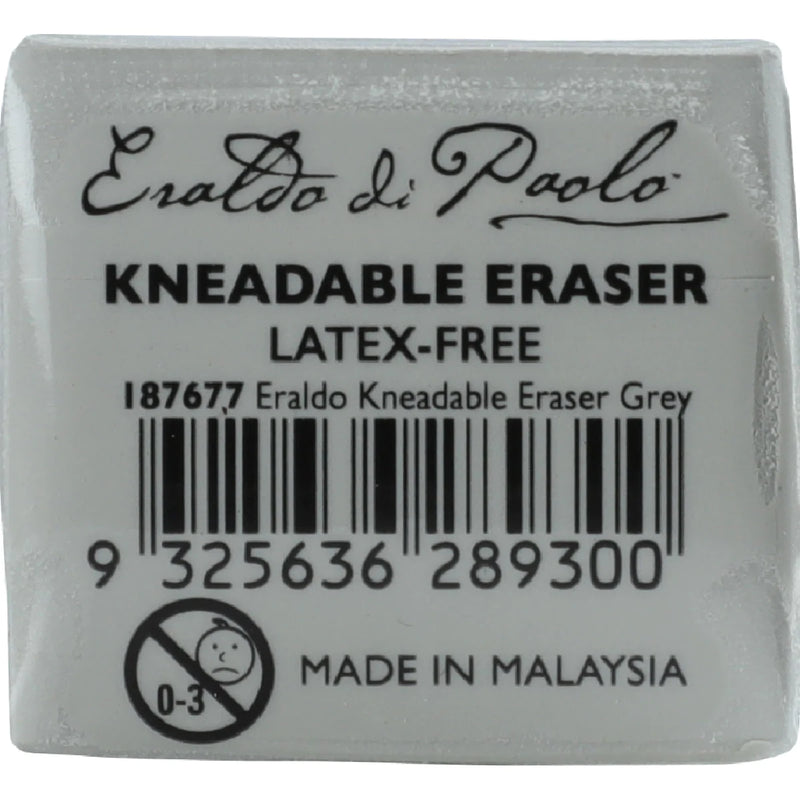 Eraldo di Paolo
KNEADABLE ERASER
LATEX-FREE
187677 Eraldo Kneadable Eraser Grey
9 325636 289300
0-3
MADE IN MALAYSIA